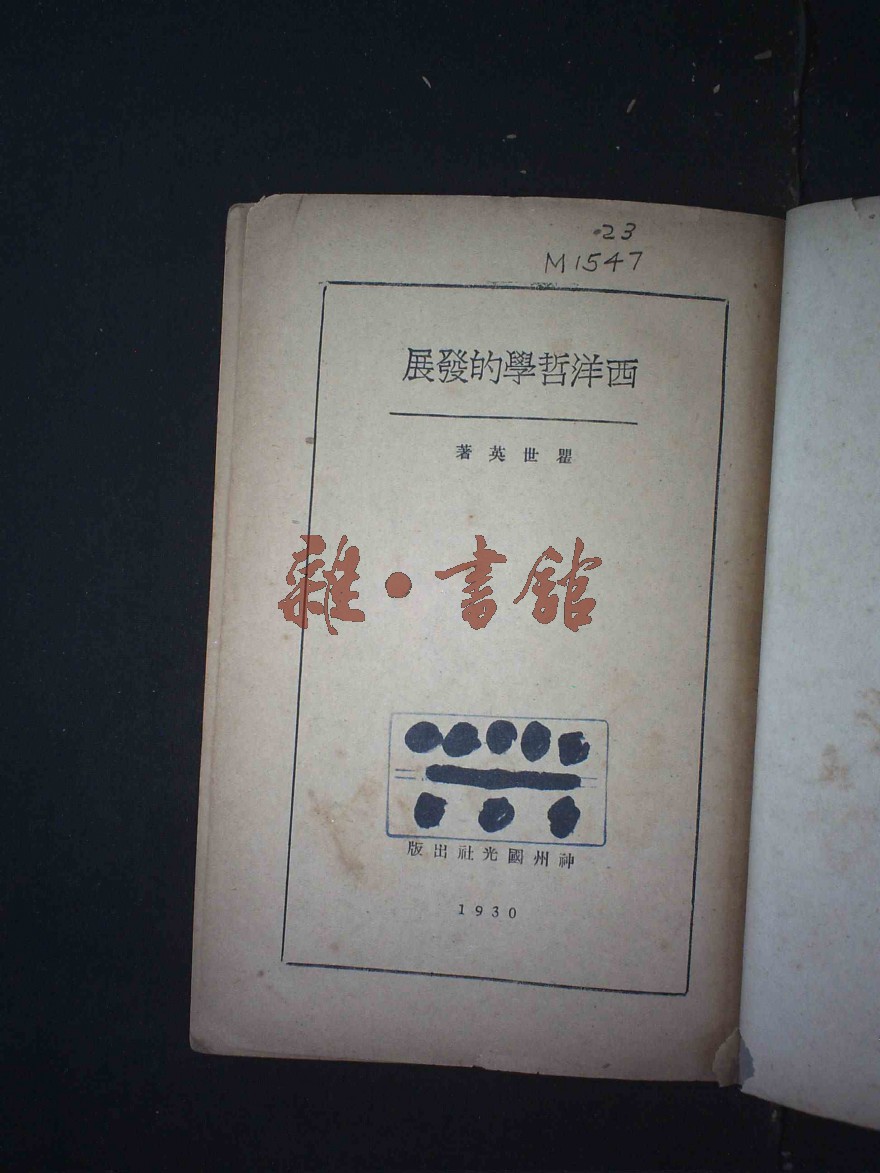 .23
M1547
西洋哲學的發展
瞿世英著
雜·書館
神州國光社出版
1930